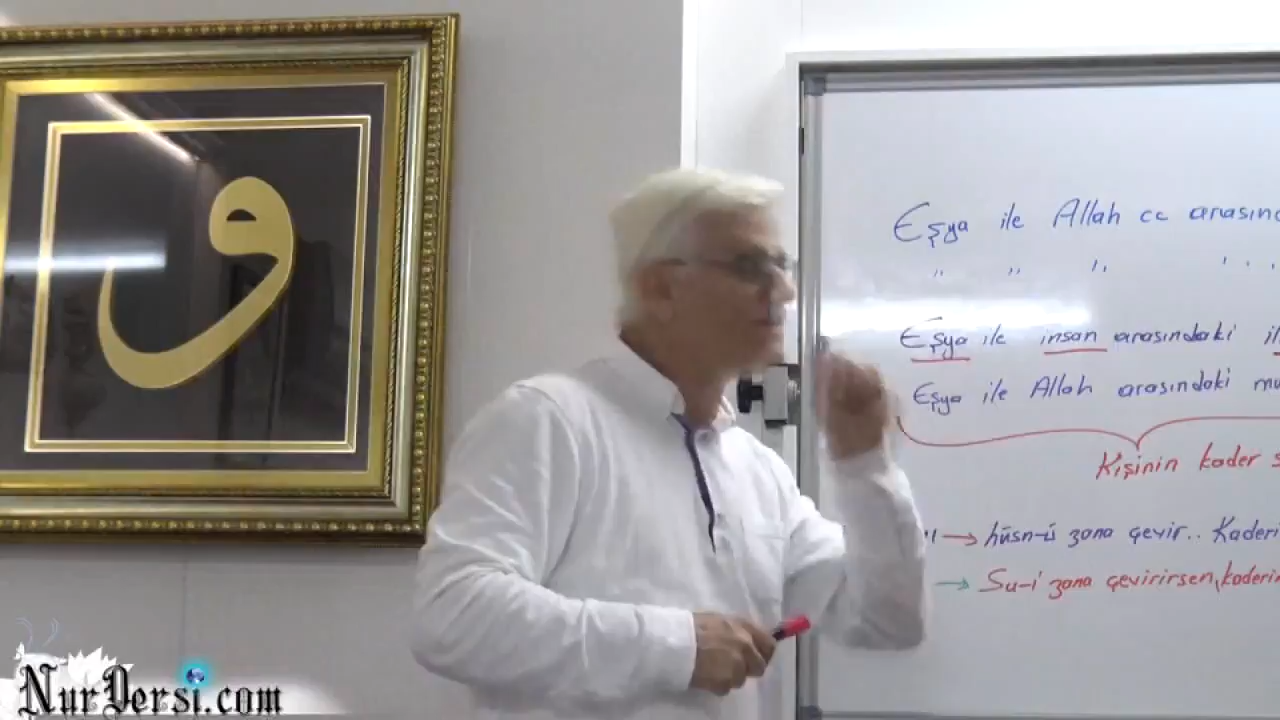 و
Eşya ile Allah cc arasında
" " " " "
Eşya ile insan arasındaki
Eşya ile Allah arasındaki mu
Kişinin kader s
→ hüsn-ü zana çevir.. Kaderi
→ Su-i zana çevirirsen, kaderin
NurDersi.com